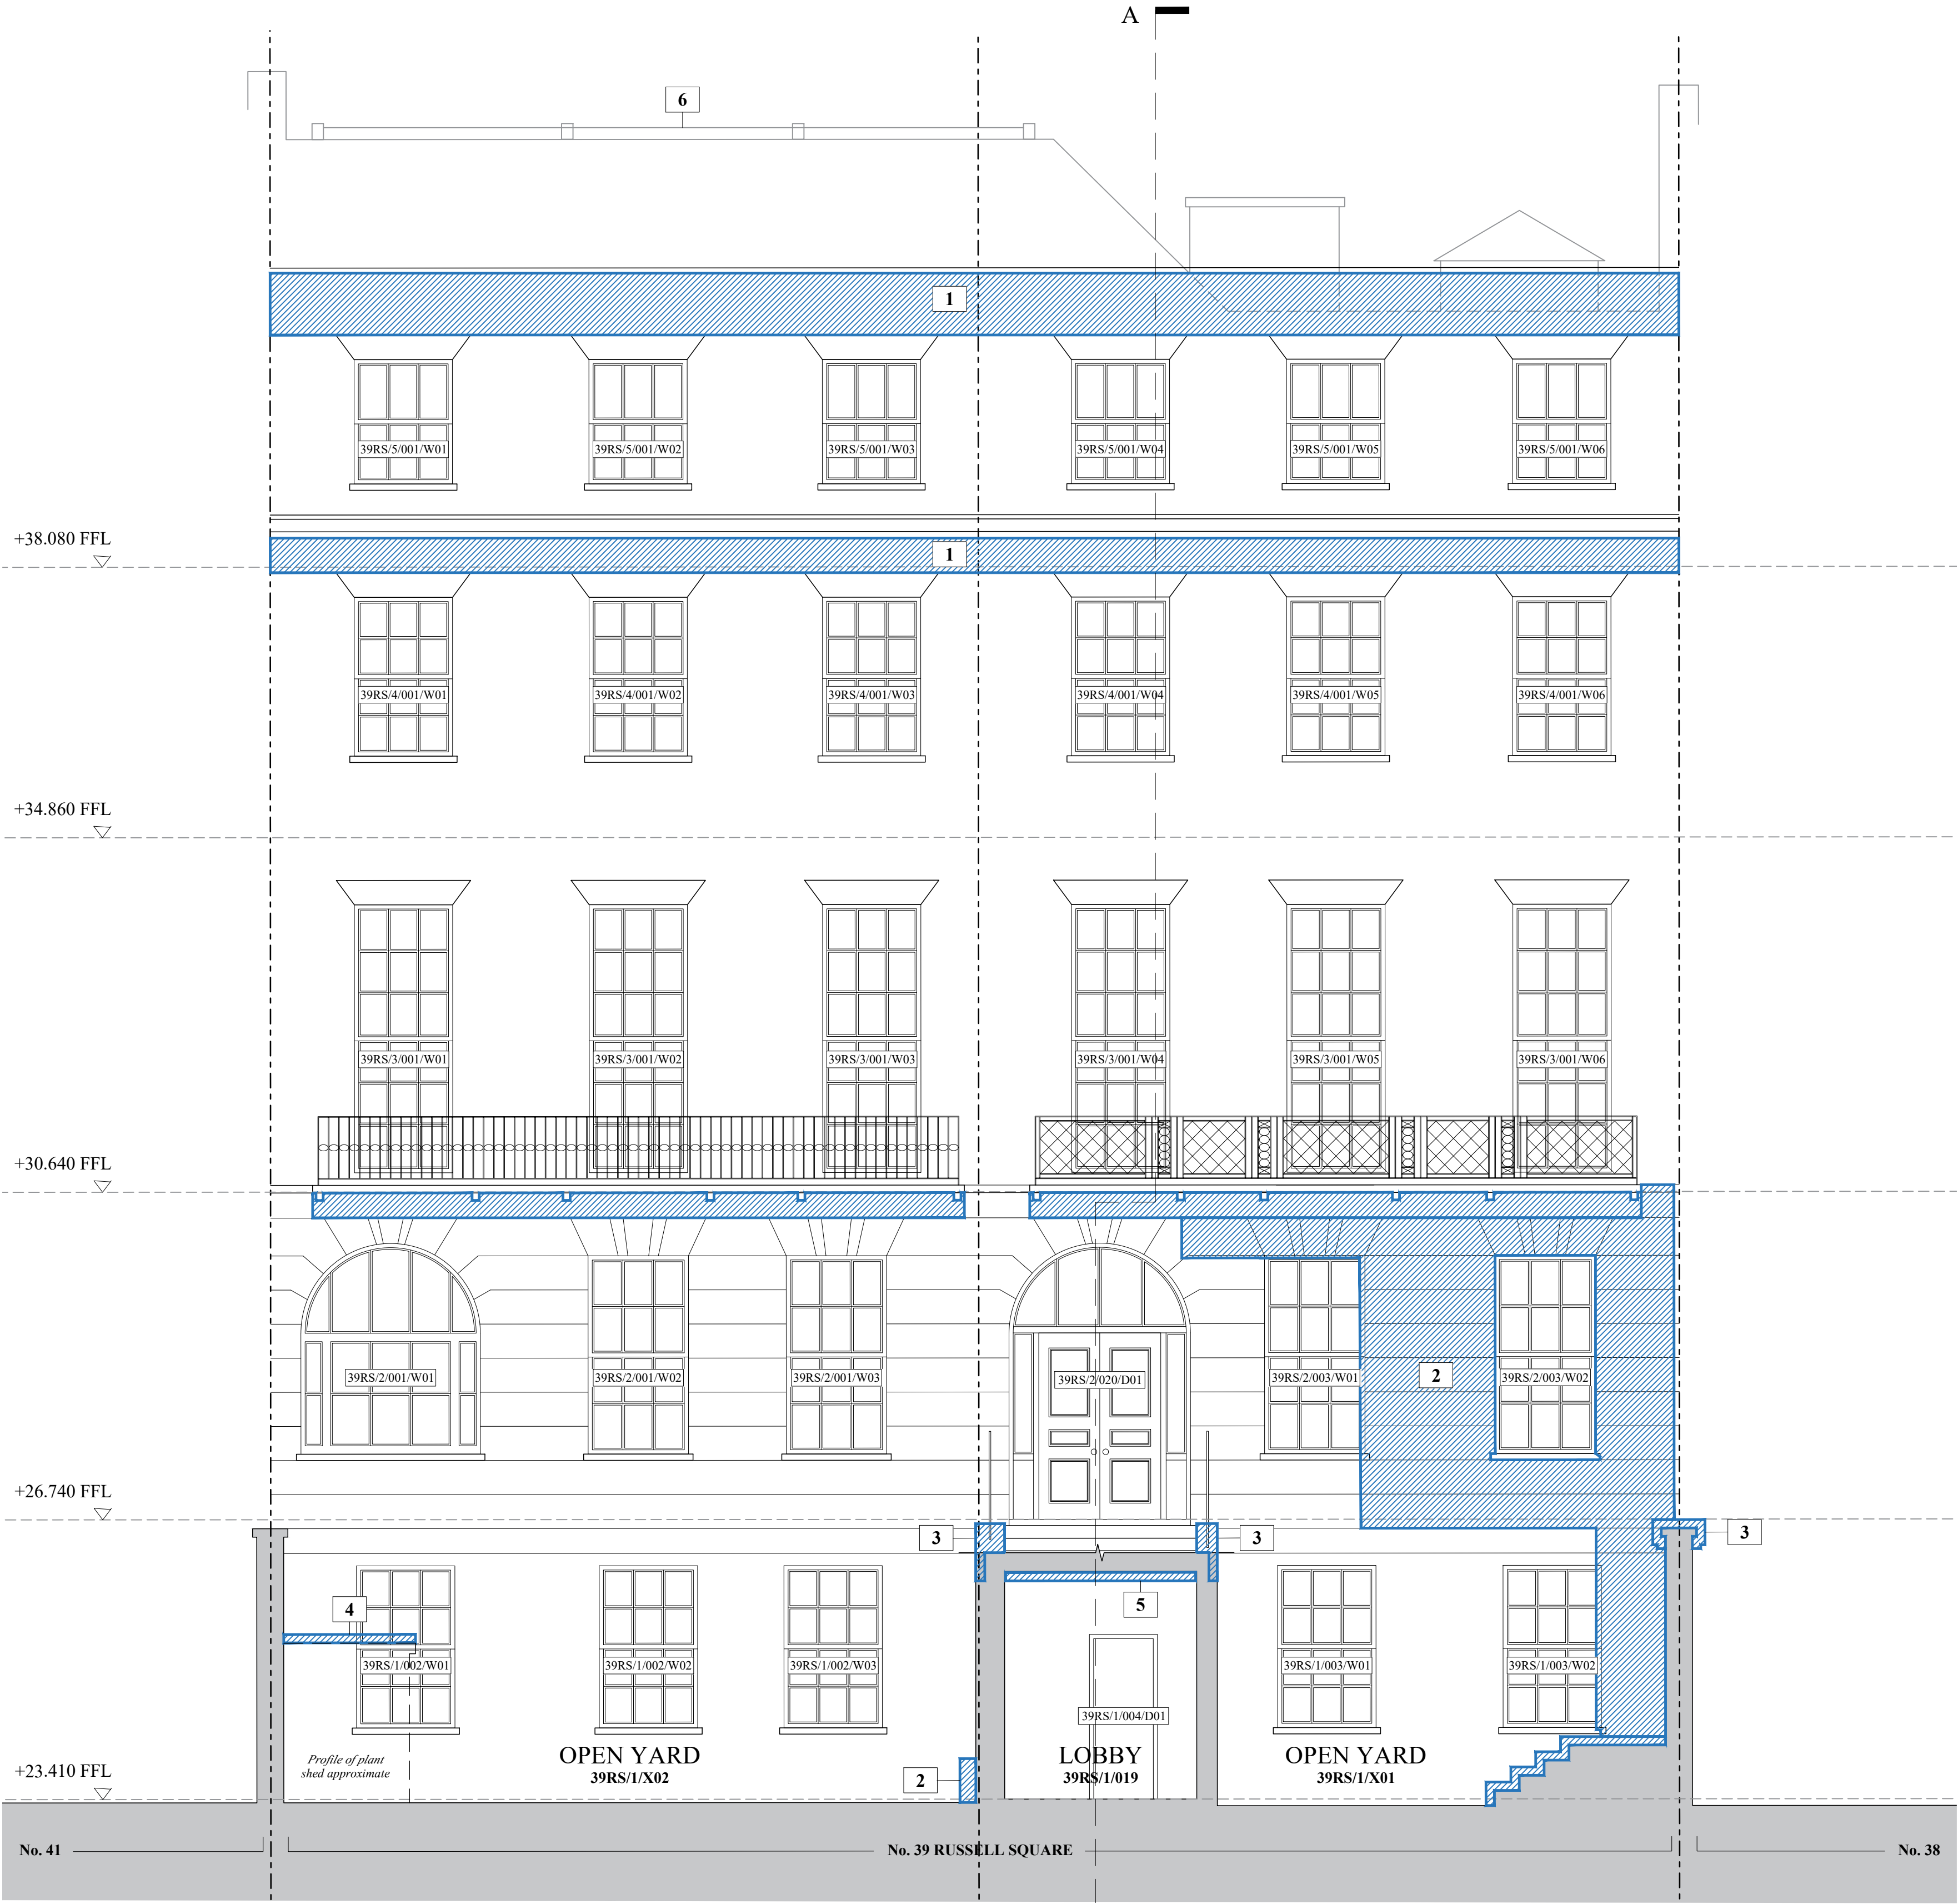 A
6
1
39RS/5/001/W01 39RS/5/001/W02 39RS/5/001/W03 39RS/5/001/W04 39RS/5/001/W05 39RS/5/001/W06
+38.080 FFL
1
39RS/4/001/W01 39RS/4/001/W02 39RS/4/001/W03 39RS/4/001/W04 39RS/4/001/W05 39RS/4/001/W06
+34.860 FFL
39RS/3/001/W01 39RS/3/001/W02 39RS/3/001/W03 39RS/3/001/W04 39RS/3/001/W05 39RS/3/001/W06
+30.640 FFL
39RS/2/001/W01 39RS/2/001/W02 39RS/2/001/W03 39RS/2/020/D01 39RS/2/003/W01 2 39RS/2/003/W02
+26.740 FFL
3 3 3
4 5
39RS/1/002/W01 39RS/1/002/W02 39RS/1/002/W03 39RS/1/003/W01 39RS/1/003/W02
39RS/1/004/D01
Profile of plant
shed approximate
OPEN YARD
39RS/1/X02
LOBBY
39RS/1/019
OPEN YARD
39RS/1/X01
+23.410 FFL
2
No. 41 No. 39 RUSSELL SQUARE No. 38